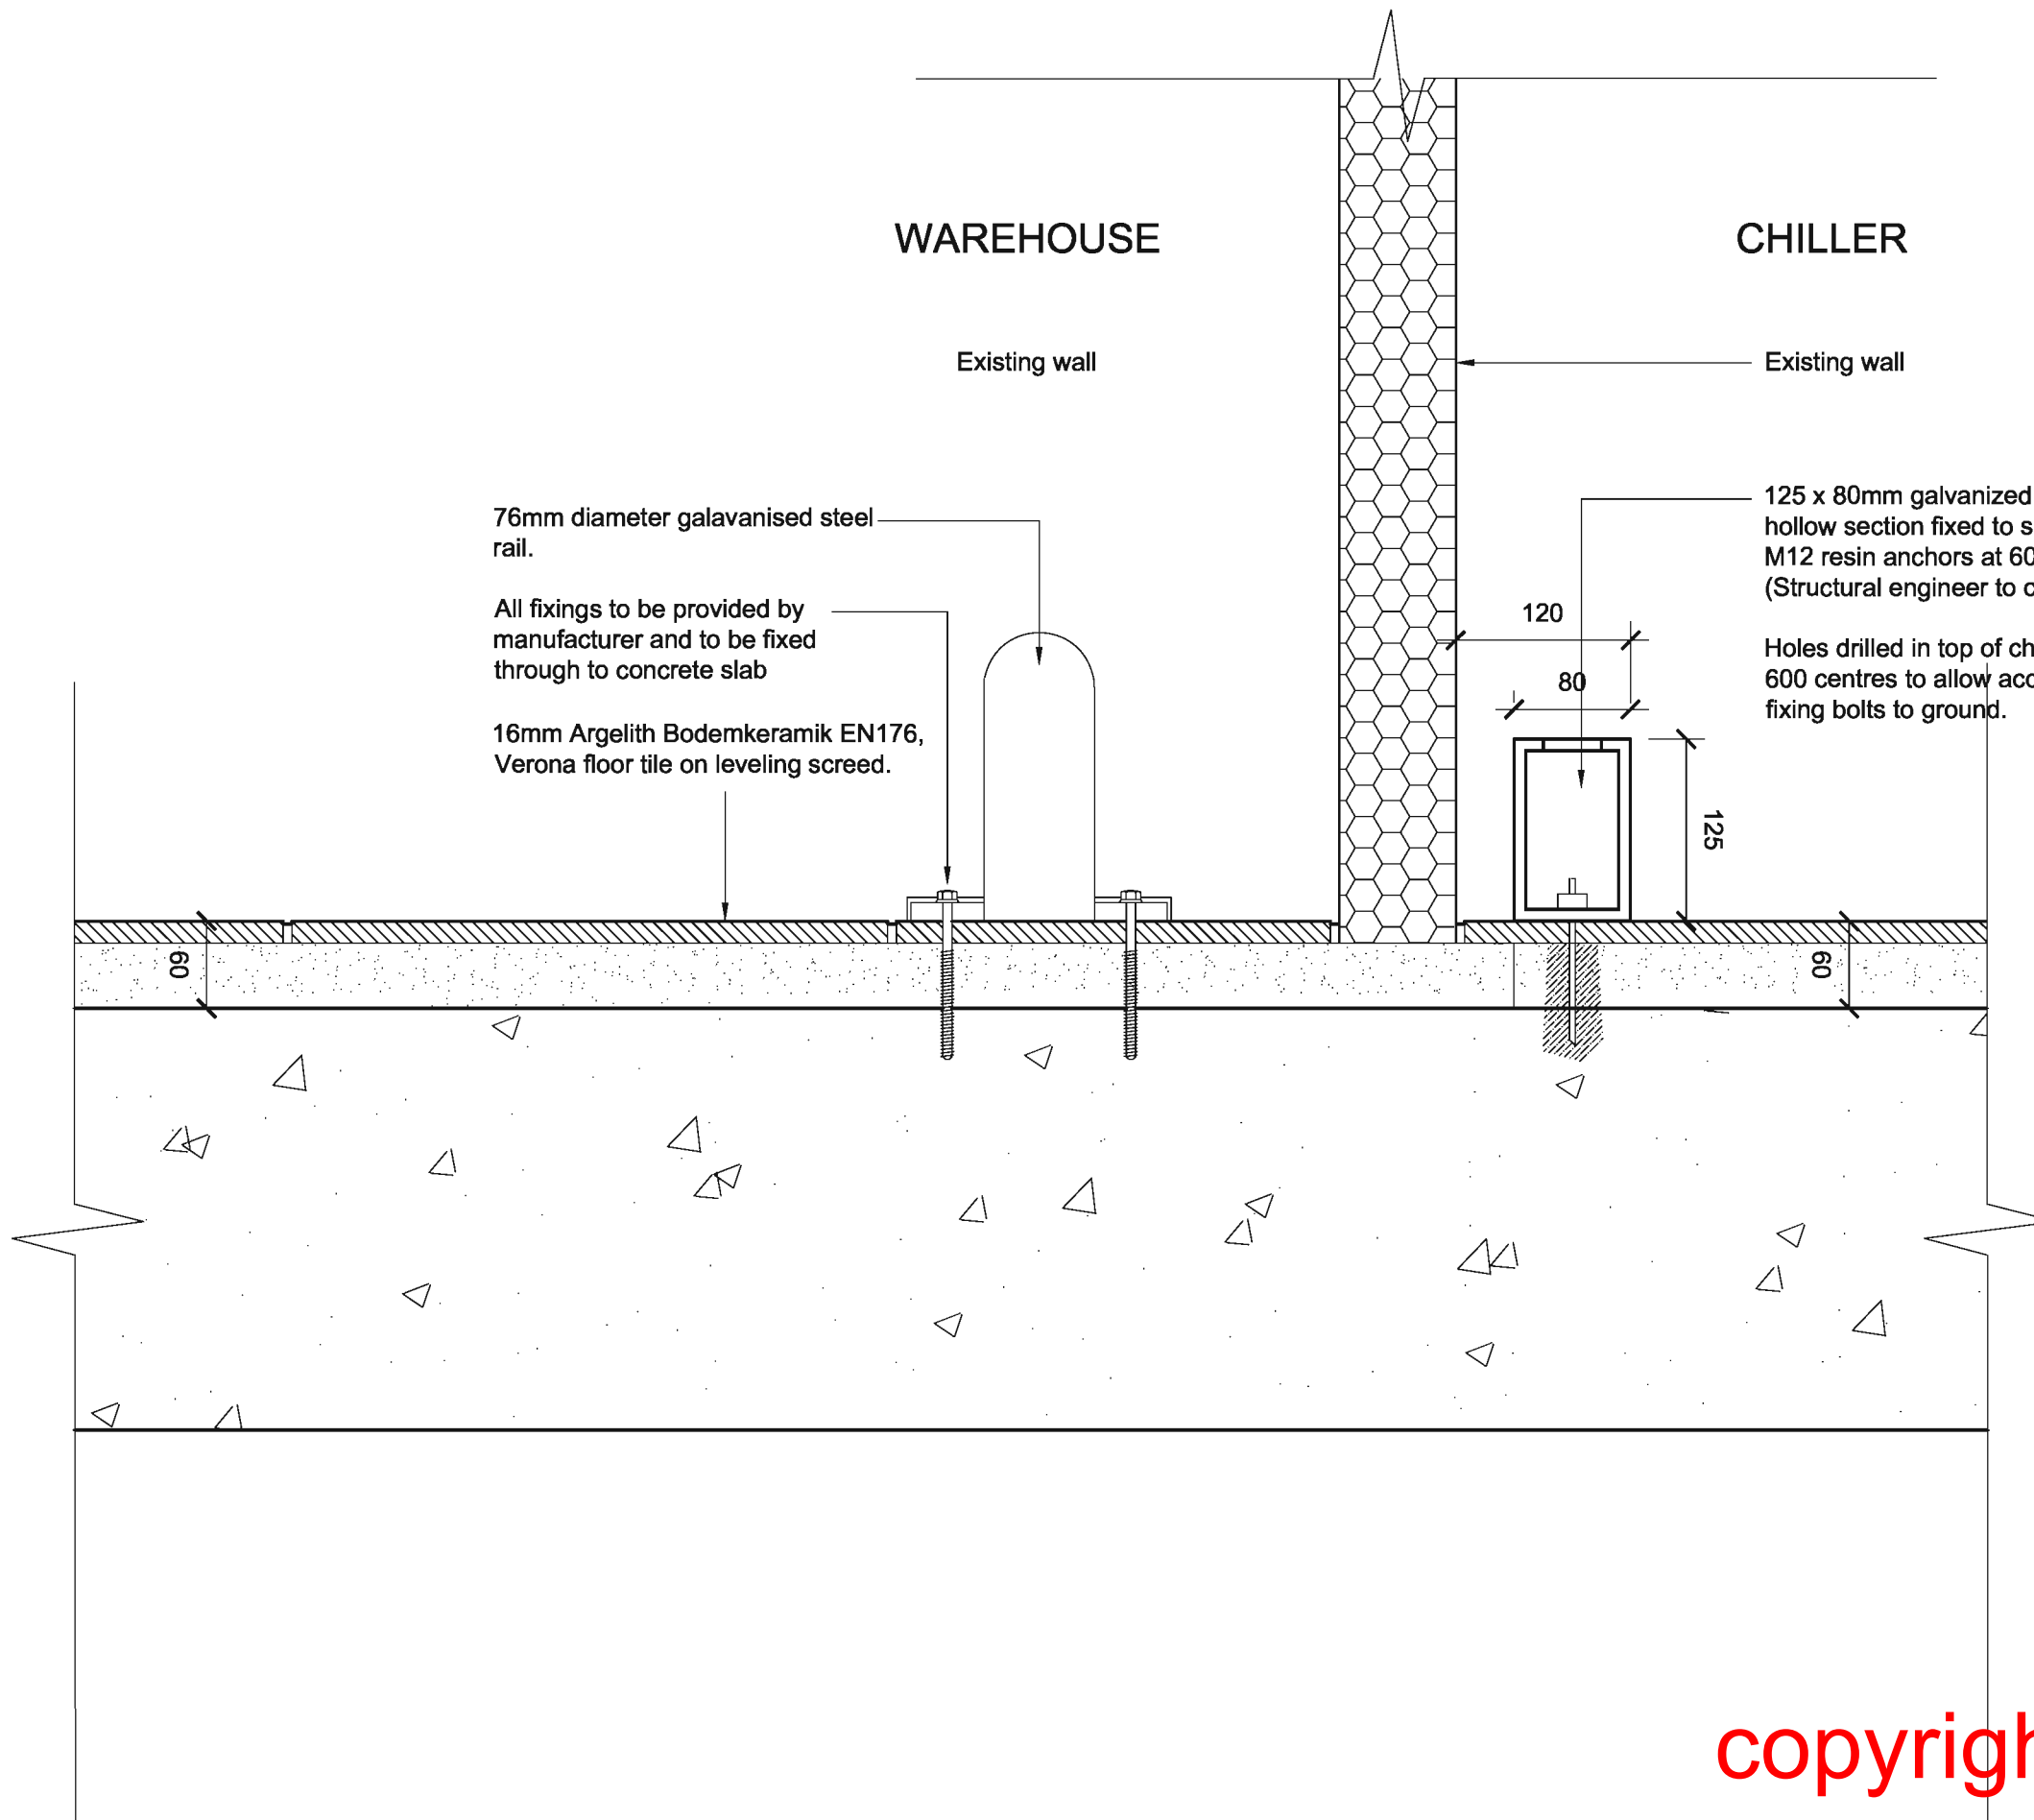 WAREHOUSE
CHILLER
Existing wall
Existing wall
76mm diameter galavanised steel
rail.
All fixings to be provided by
manufacturer and to be fixed
through to concrete slab
16mm Argelith Bodemkeramik EN176,
Verona floor tile on leveling screed.
125 x 80mm galvanized
hollow section fixed to s
M12 resin anchors at 60
(Structural engineer to c
Holes drilled in top of ch
600 centres to allow acc
fixing bolts to ground.
120
80
125
60
60
copyrigh